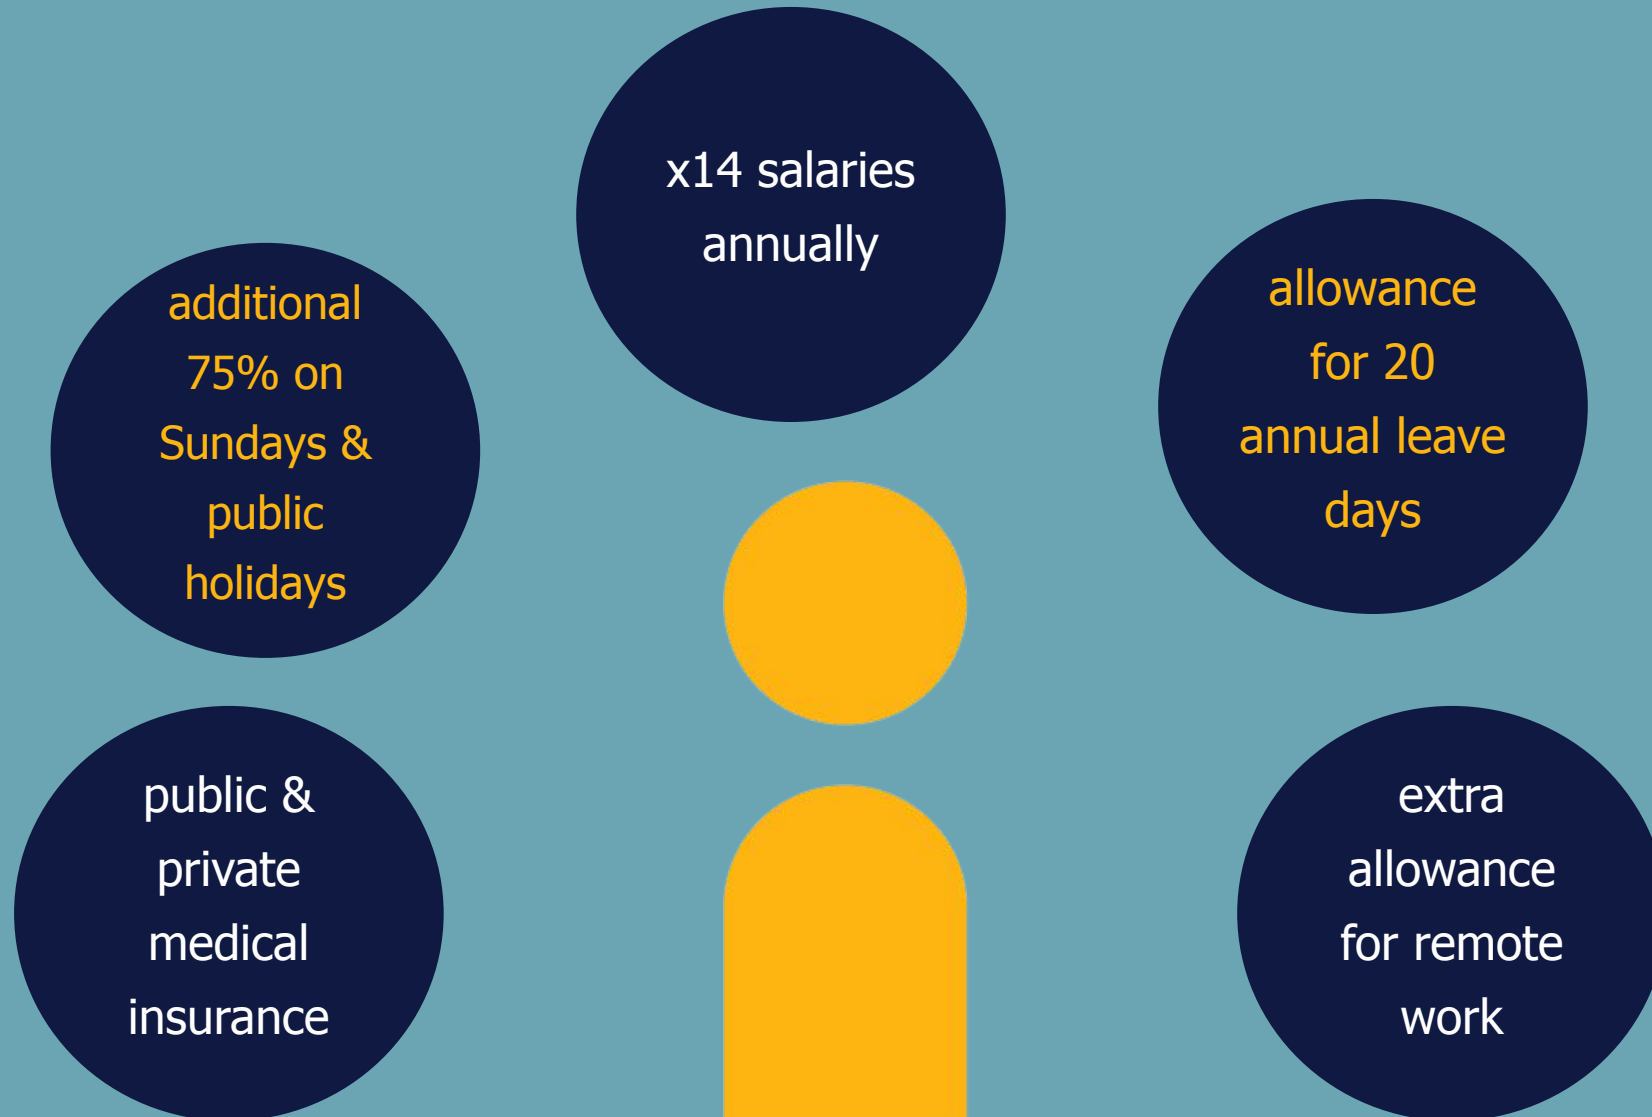 x14 salaries
annually
additional
75% on
Sundays &
public
holidays
allowance
for 20
annual leave
days
public &
private
medical
insurance
extra
allowance
for remote
work